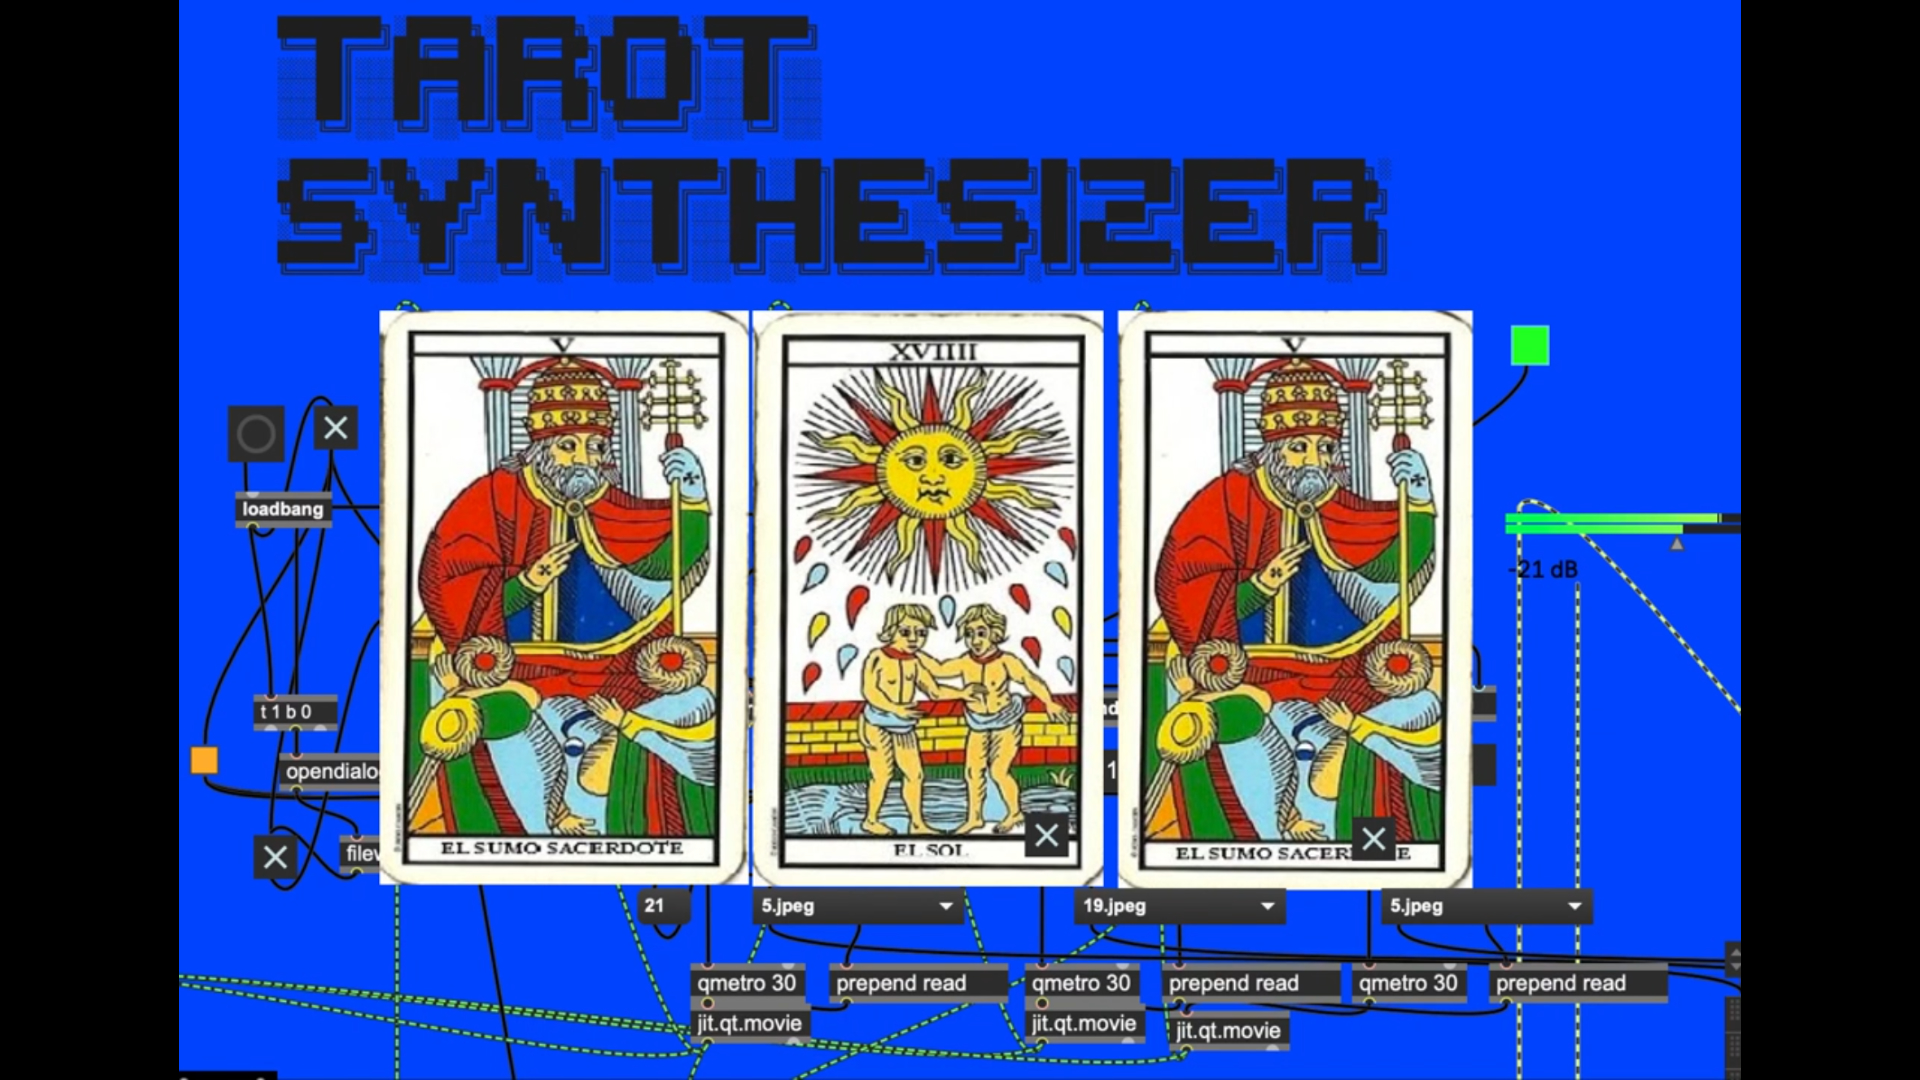 TAROT
SYNTHESIZER
V
XVIIII
V
loadbang
-21 dB
t 1 b 0
opendialo
1
EL SUMO SACERDOTE
EL SOL
EL SUMO SACER E
filev
21
5.jpeg
19.jpeg
5.jpeg
qmetro 30
prepend read
qmetro 30
prepend read
qmetro 30
prepend read
jit.qt.movie
jit.qt.movie
jit.qt.movie